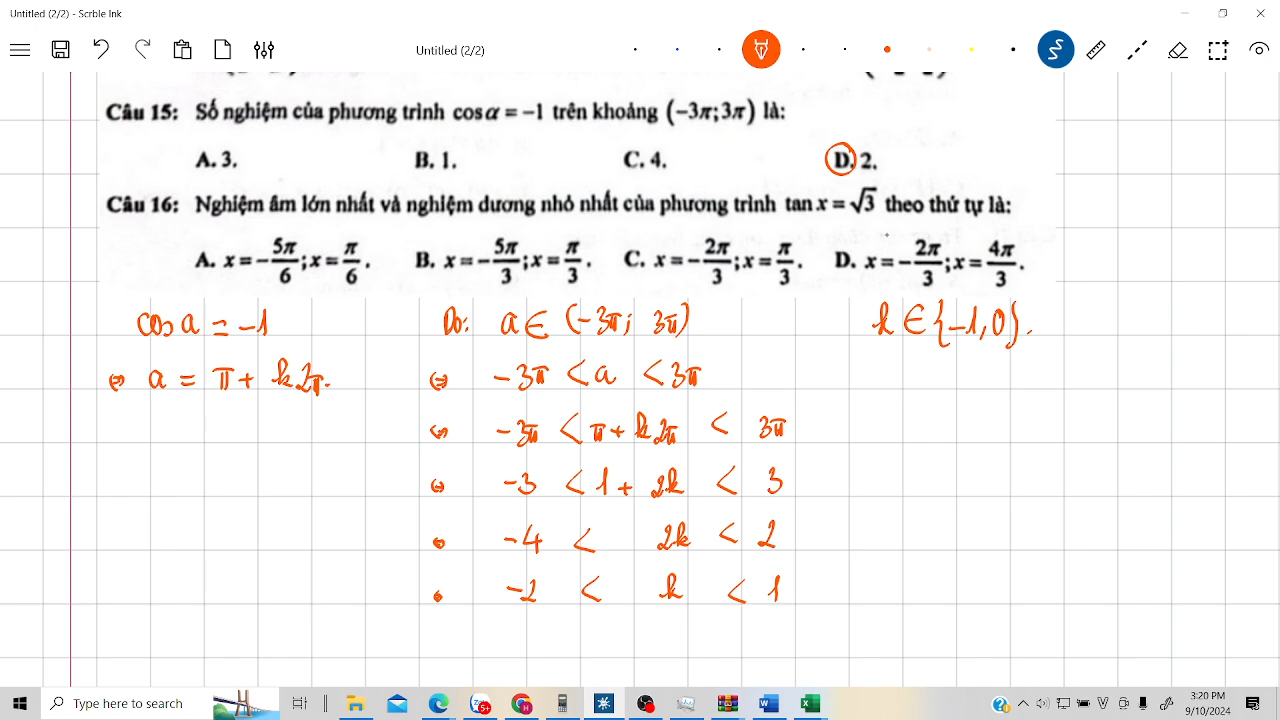 Untitled (2/2) - Scrble Ink
Untitled (2/2)
Câu 15: Số nghiệm của phương trình cos α = −1 trên khoảng (−3π; 3π) là:
A. 3. B. 1. C. 4. D. 2.
Câu 16: Nghiệm âm lớn nhất và nghiệm dương nhỏ nhất của phương trình tan x = √3 theo thứ tự là:
A. x = −5π/6; x = π/6. B. x = −5π/3; x = π/3. C. x = −2π/3; x = π/3. D. x = −2π/3; x = 4π/3.
cos a = −1 Do: a ∈ (−3π; 3π) k ∈ {−1, 0}.
⇔ a = π + k2π. ⇔ −3π < a < 3π
⇔ −3π < π + k2π < 3π
⇔ −3 < 1 + 2k < 3
⇔ −4 < 2k < 2
⇔ −2 < k < 1
Type here to search
5+
3:20 PM
9/10/2024